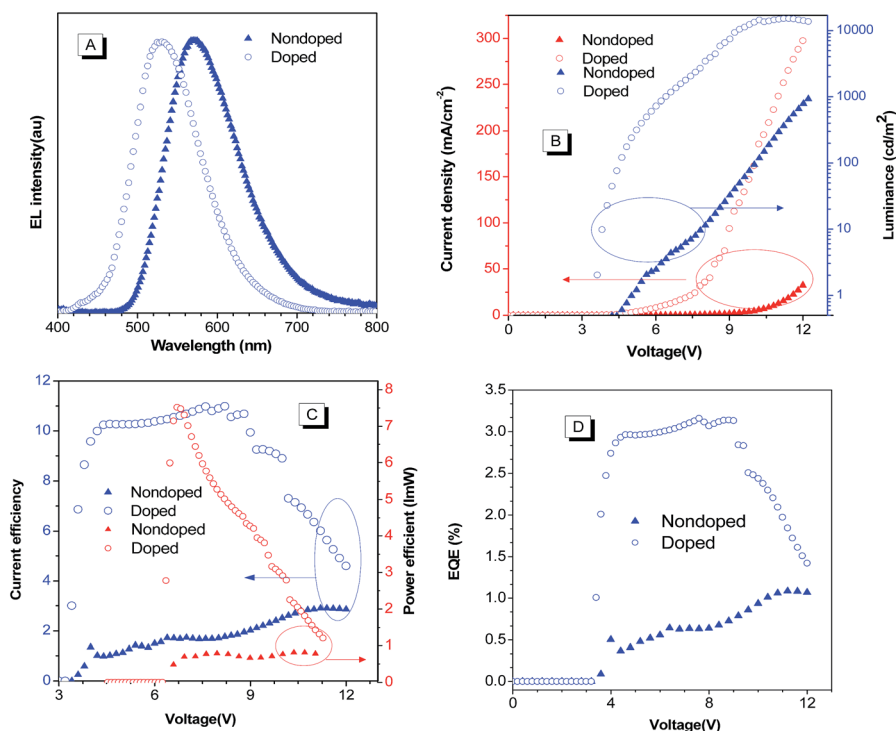 A
Nondoped
Doped
EL intensity(au)
400 500 600 700 800
Wavelength (nm)
B
Nondoped
Doped
Nondoped
Doped
Current density (mA/cm⁻²)
300
250
200
150
100
50
0
10000
1000
100
10
1
Luminance (cd/m²)
0 3 6 9 12
Voltage(V)
C
Nondoped
Doped
Nondoped
Doped
Current efficiency
12
10
8
6
4
2
0
8
7
6
5
4
3
2
1
0
Power efficient (lmW)
3 6 9 12
Voltage(V)
D
Nondoped
Doped
EQE (%)
3.5
3.0
2.5
2.0
1.5
1.0
0.5
0.0
0 4 8 12
Voltage(V)